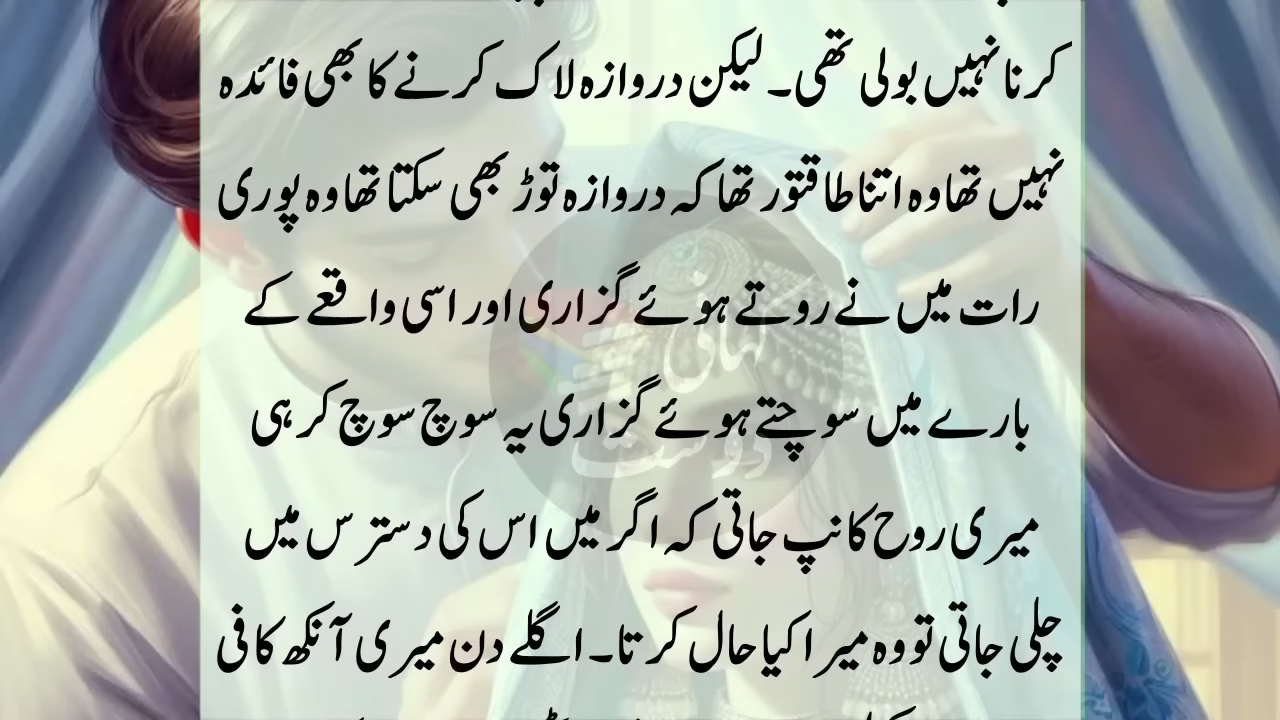 کرنا نہیں بولی تھی۔ لیکن دروازہ لاک کرنے کا بھی فائدہ
نہیں تھا وہ اتنا طاقتور تھا کہ دروازہ توڑ بھی سکتا تھا وہ پوری
رات میں نے روتے ہوئے گزاری اور اسی واقعے کے
بارے میں سوچتے ہوئے گزاری یہ سوچ سوچ کر ہی
میری روح کانپ جاتی کہ اگر میں اس کی دسترس میں
چلی جاتی تو وہ میرا کیا حال کرتا۔ اگلے دن میری آنکھ کافی
کہانی
دوست